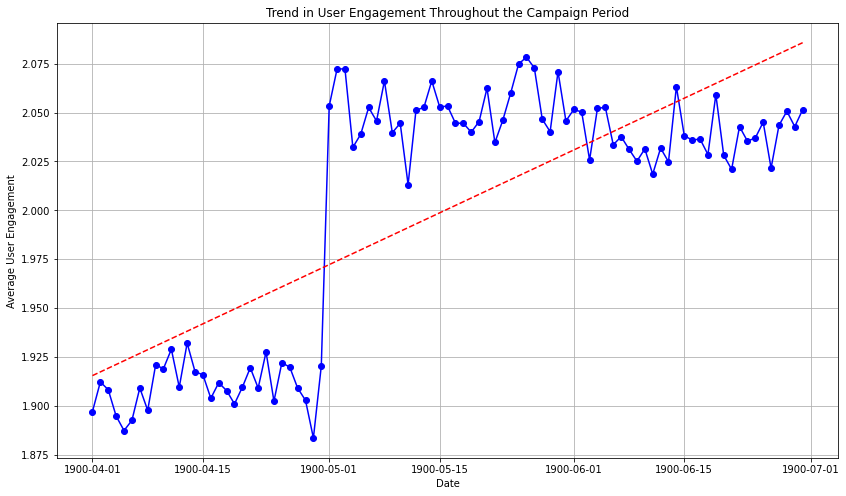 Trend in User Engagement Throughout the Campaign Period
2.075
2.050
2.025
2.000
1.975
1.950
1.925
1.900
1.875
Average User Engagement
1900-04-01 1900-04-15 1900-05-01 1900-05-15 1900-06-01 1900-06-15 1900-07-01
Date